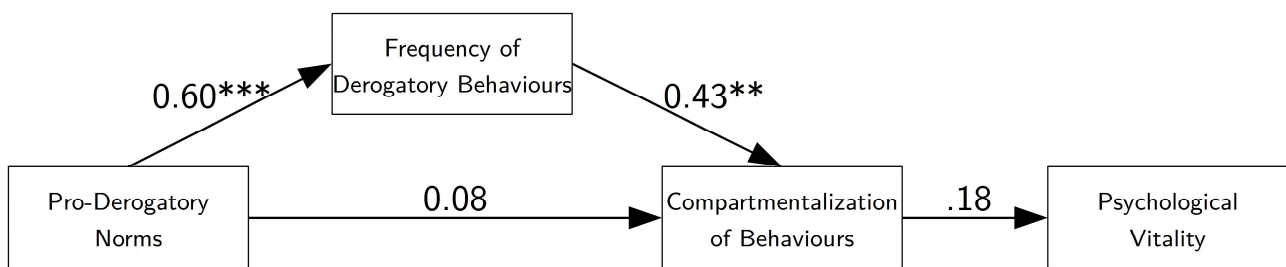 Frequency of
Derogatory Behaviours
0.60***
0.43**
Pro-Derogatory
Norms
0.08
Compartmentalization
of Behaviours
.18
Psychological
Vitality